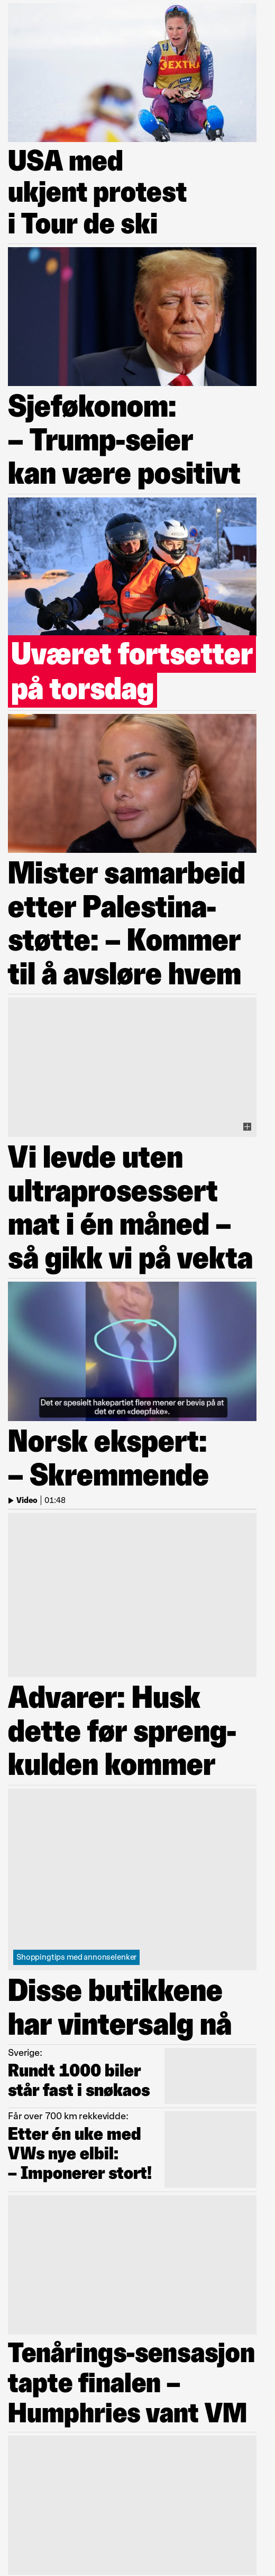 EXTRA
USA med
ukjent protest
i Tour de ski
Sjeføkonom:
– Trump-seier
kan være positivt
Uværet fortsetter
på torsdag
Mister samarbeid
etter Palestina-
støtte: – Kommer
til å avsløre hvem
Vi levde uten
ultraprosessert
mat i én måned –
så gikk vi på vekta
Det er spesielt hakepartiet flere mener er bevis på at
det er en «deepfake».
Norsk ekspert:
– Skremmende
Video | 01:48
Advarer: Husk
dette før spreng-
kulden kommer
Shoppingtips med annonselenker
Disse butikkene
har vintersalg nå
Sverige:
Rundt 1000 biler
står fast i snøkaos
Får over 700 km rekkevidde:
Etter én uke med
VWs nye elbil:
– Imponerer stort!
Tenårings-sensasjon
tapte finalen –
Humphries vant VM